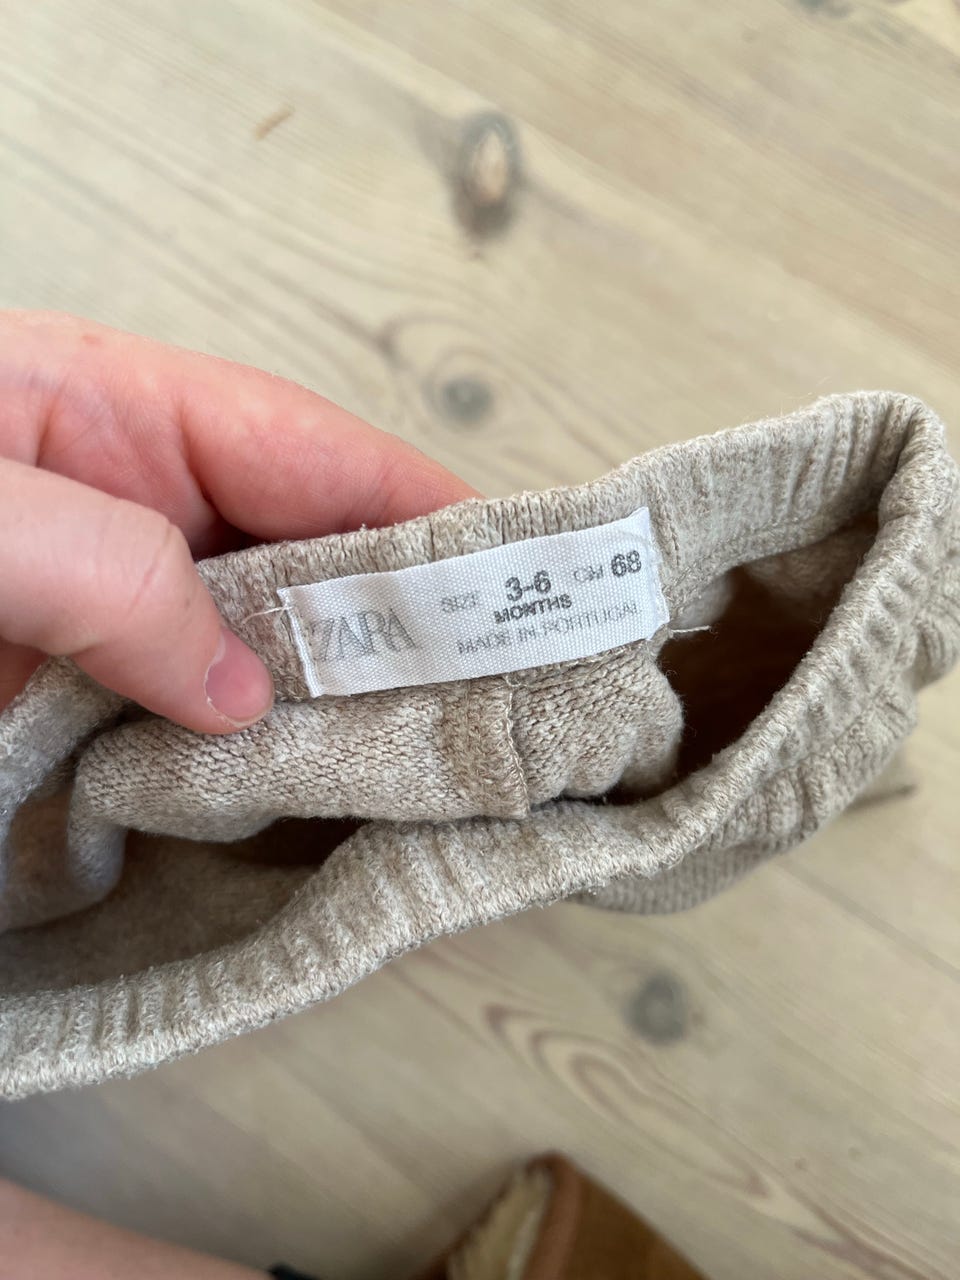 ZARA
SIZE 3-6 MONTHS CM 68
MADE IN PORTUGAL